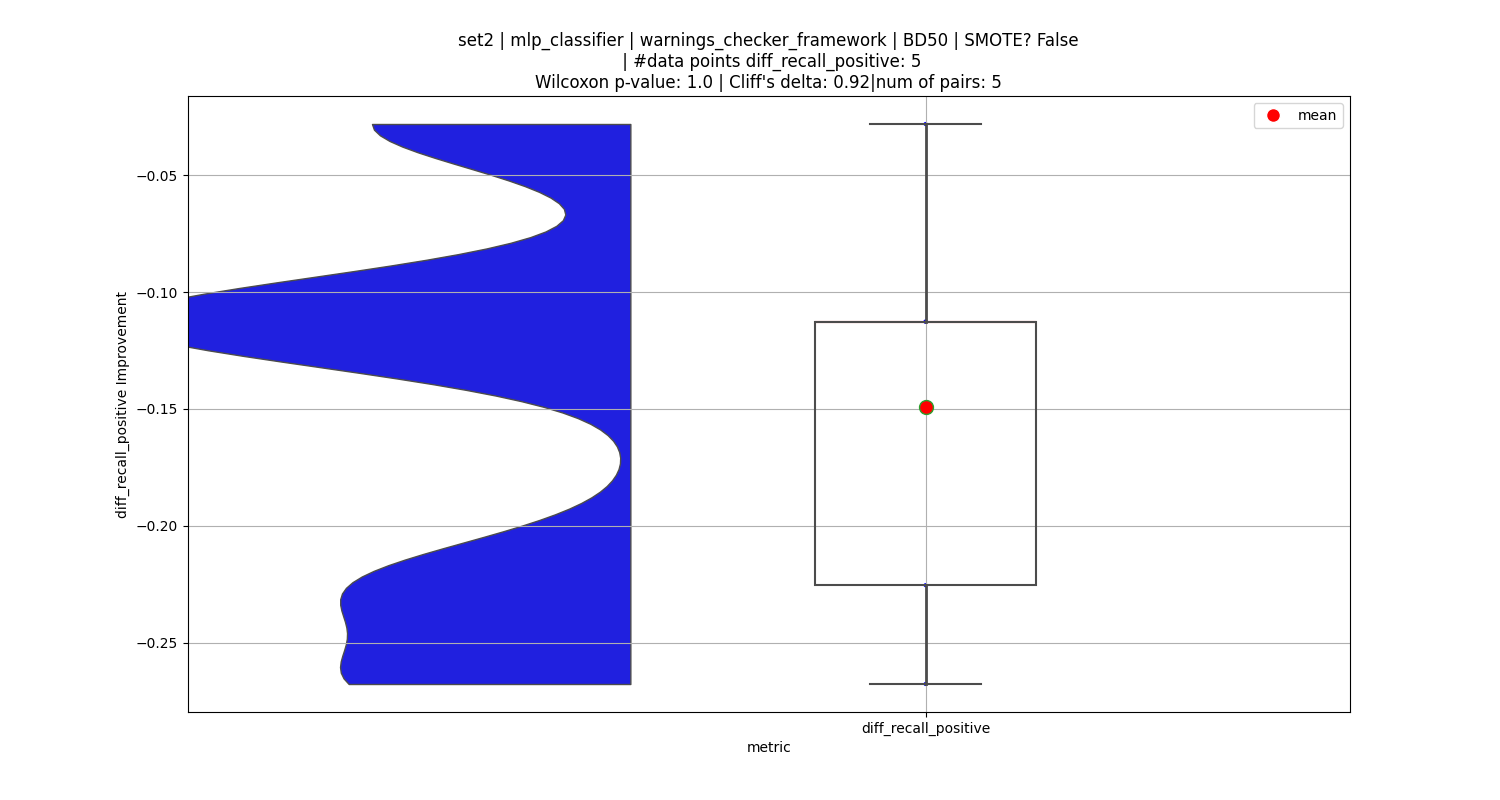 set2 | mlp_classifier | warnings_checker_framework | BD50 | SMOTE? False
| #data points diff_recall_positive: 5
Wilcoxon p-value: 1.0 | Cliff's delta: 0.92|num of pairs: 5
mean
−0.05
−0.10
−0.15
−0.20
−0.25
diff_recall_positive Improvement
diff_recall_positive
metric